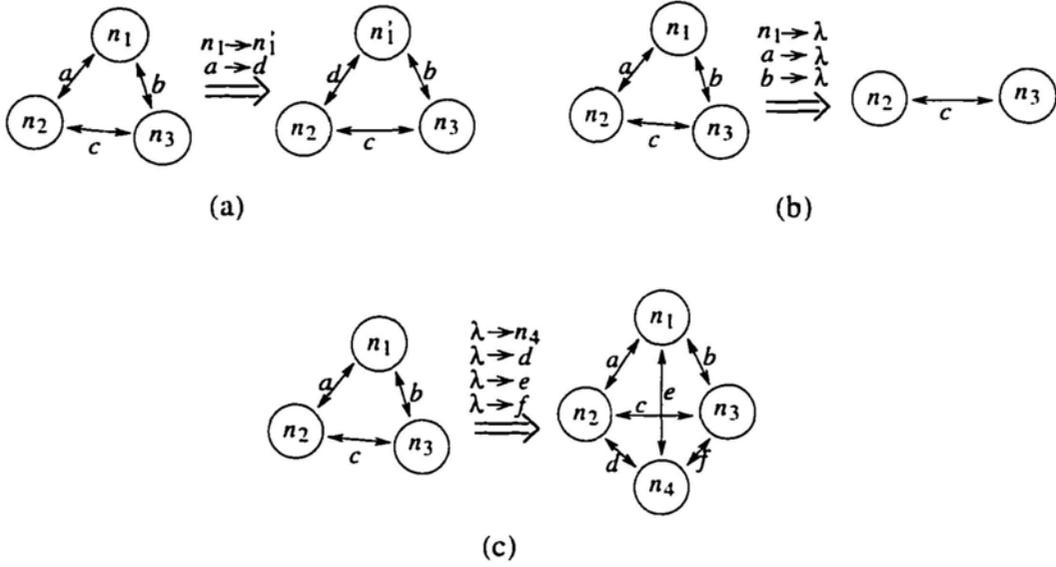 n1
n1→n1'
a→d
a
b
n2
n3
c
n1'
d
b
n2
n3
c
(a)
n1
n1→λ
a→λ
b→λ
a
b
n2
n3
c
n2
n3
c
(b)
n1
a
b
n2
n3
c
λ→n4
λ→d
λ→e
λ→f
n1
a
b
e
c
n2
n3
d
f
n4
(c)